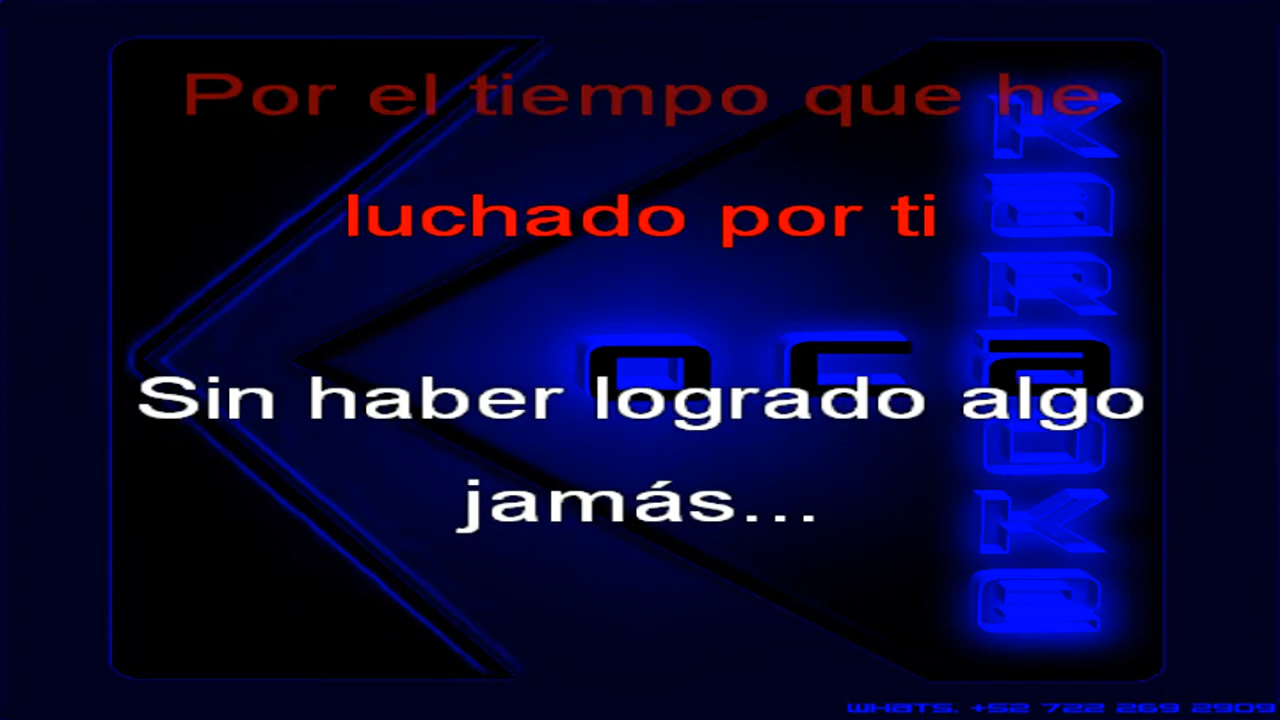 Por el tiempo que he
luchado por ti
Sin haber logrado algo
jamás...
KARAOKE
WHATS. +52 722 269 2909